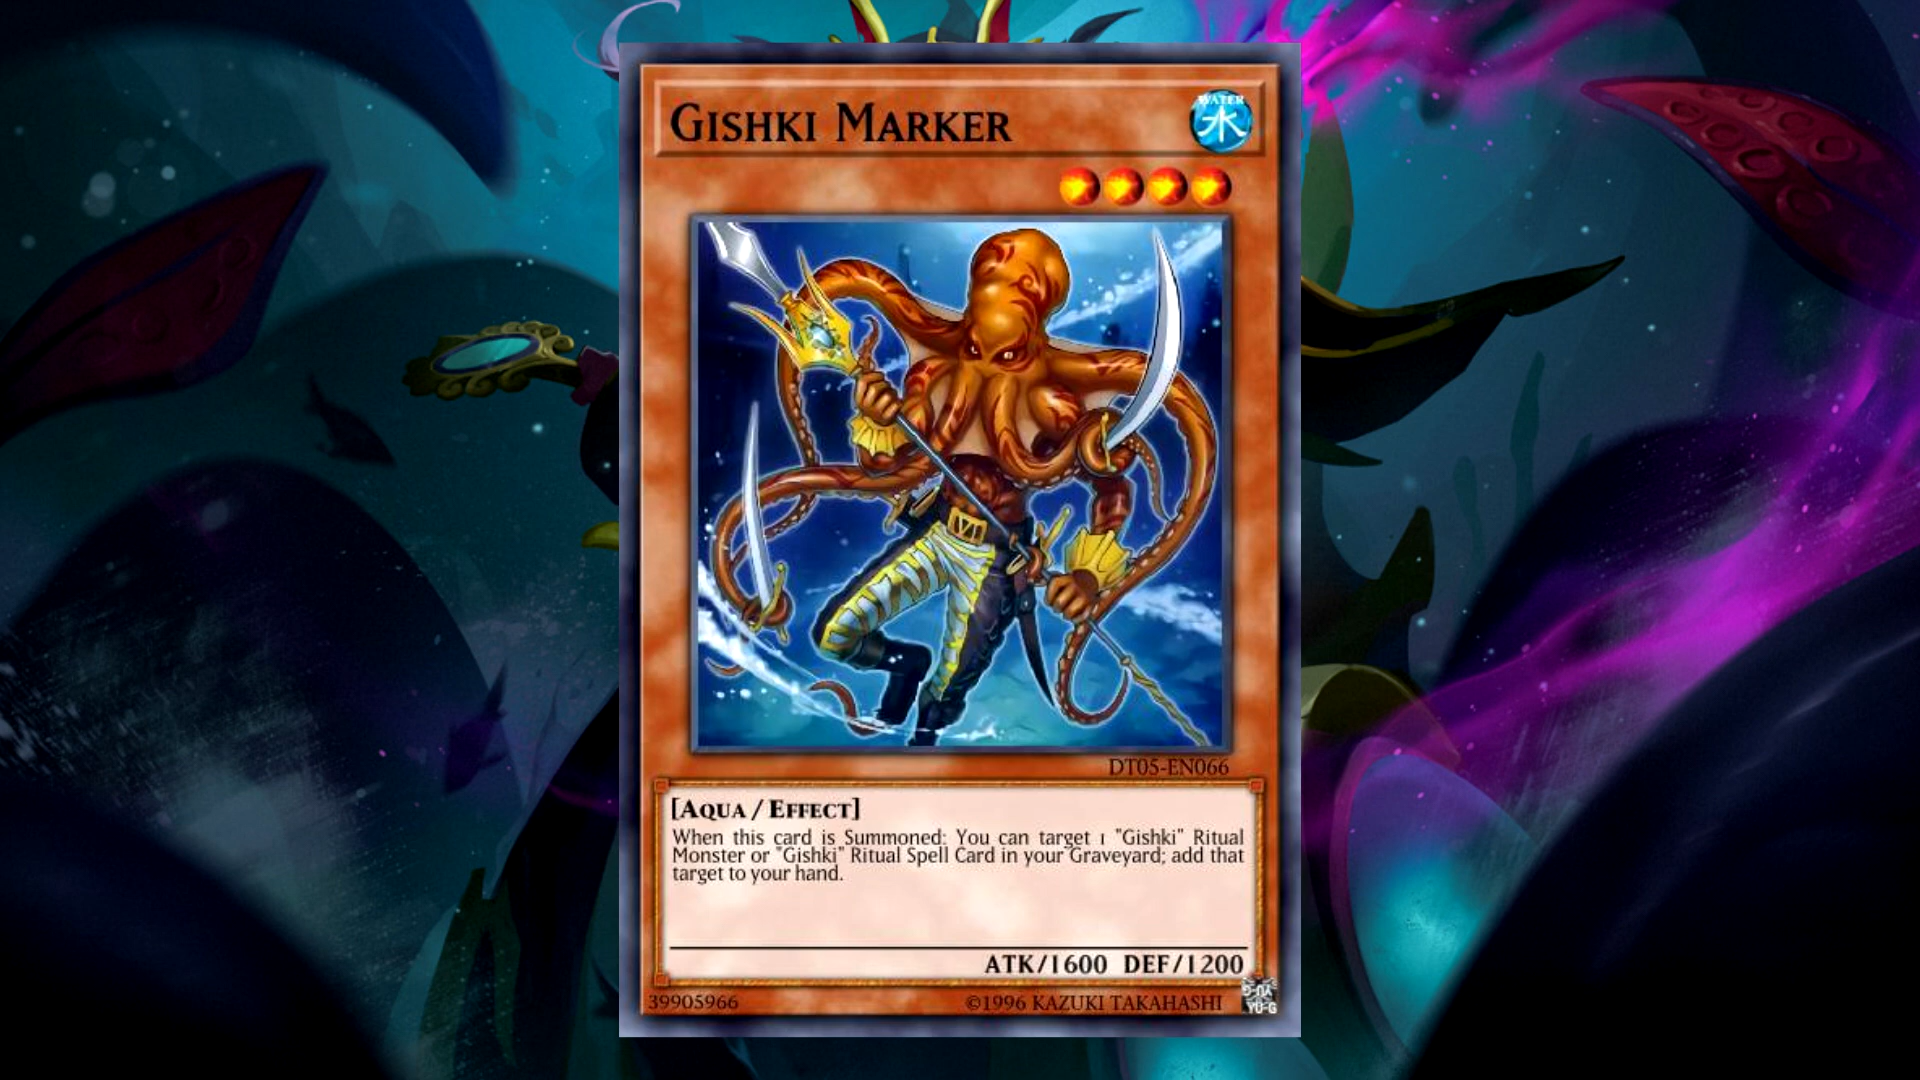 Gishki Marker
WATER
水
DT05-EN066
[Aqua / Effect]
When this card is Summoned: You can target 1 "Gishki" Ritual
Monster or "Gishki" Ritual Spell Card in your Graveyard; add that
target to your hand.
ATK/1600 DEF/1200
39905966
©1996 KAZUKI TAKAHASHI